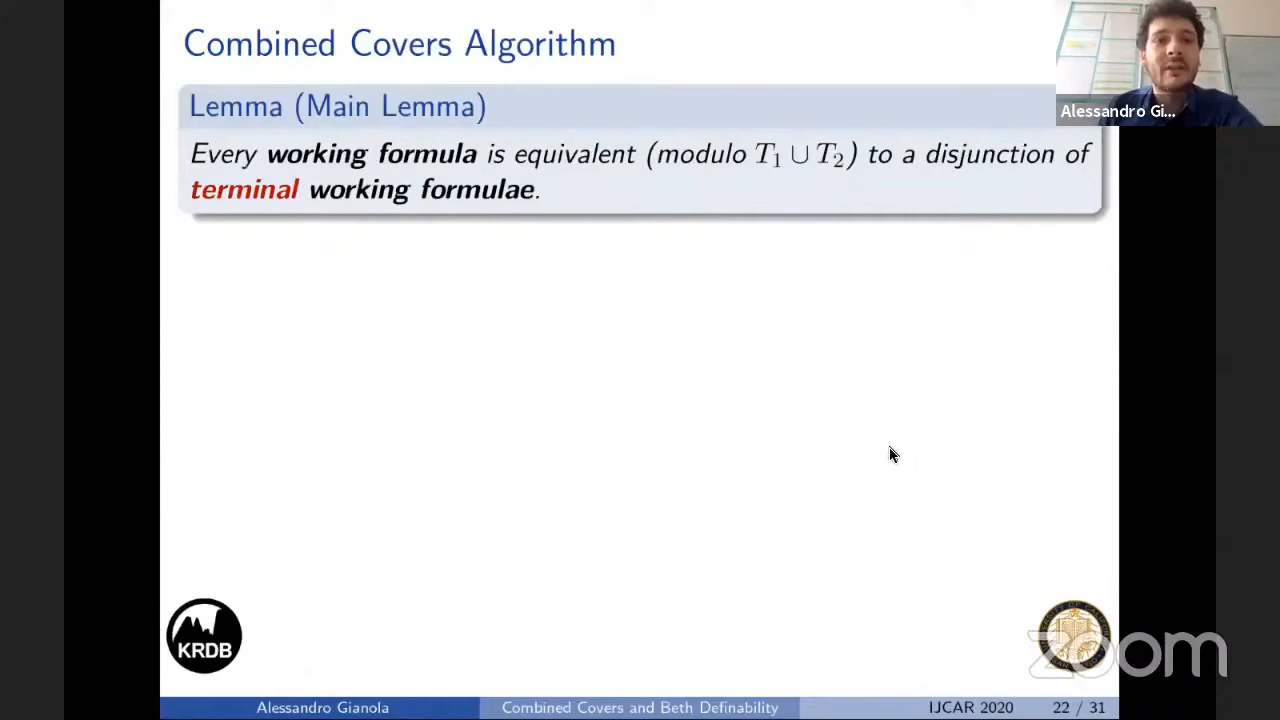 Combined Covers Algorithm
Alessandro Gi...
Lemma (Main Lemma)
Every working formula is equivalent (modulo T₁ ∪ T₂) to a disjunction of
terminal working formulae.
KRDB
zoom
Alessandro Gianola
Combined Covers and Beth Definability
IJCAR 2020
22 / 31